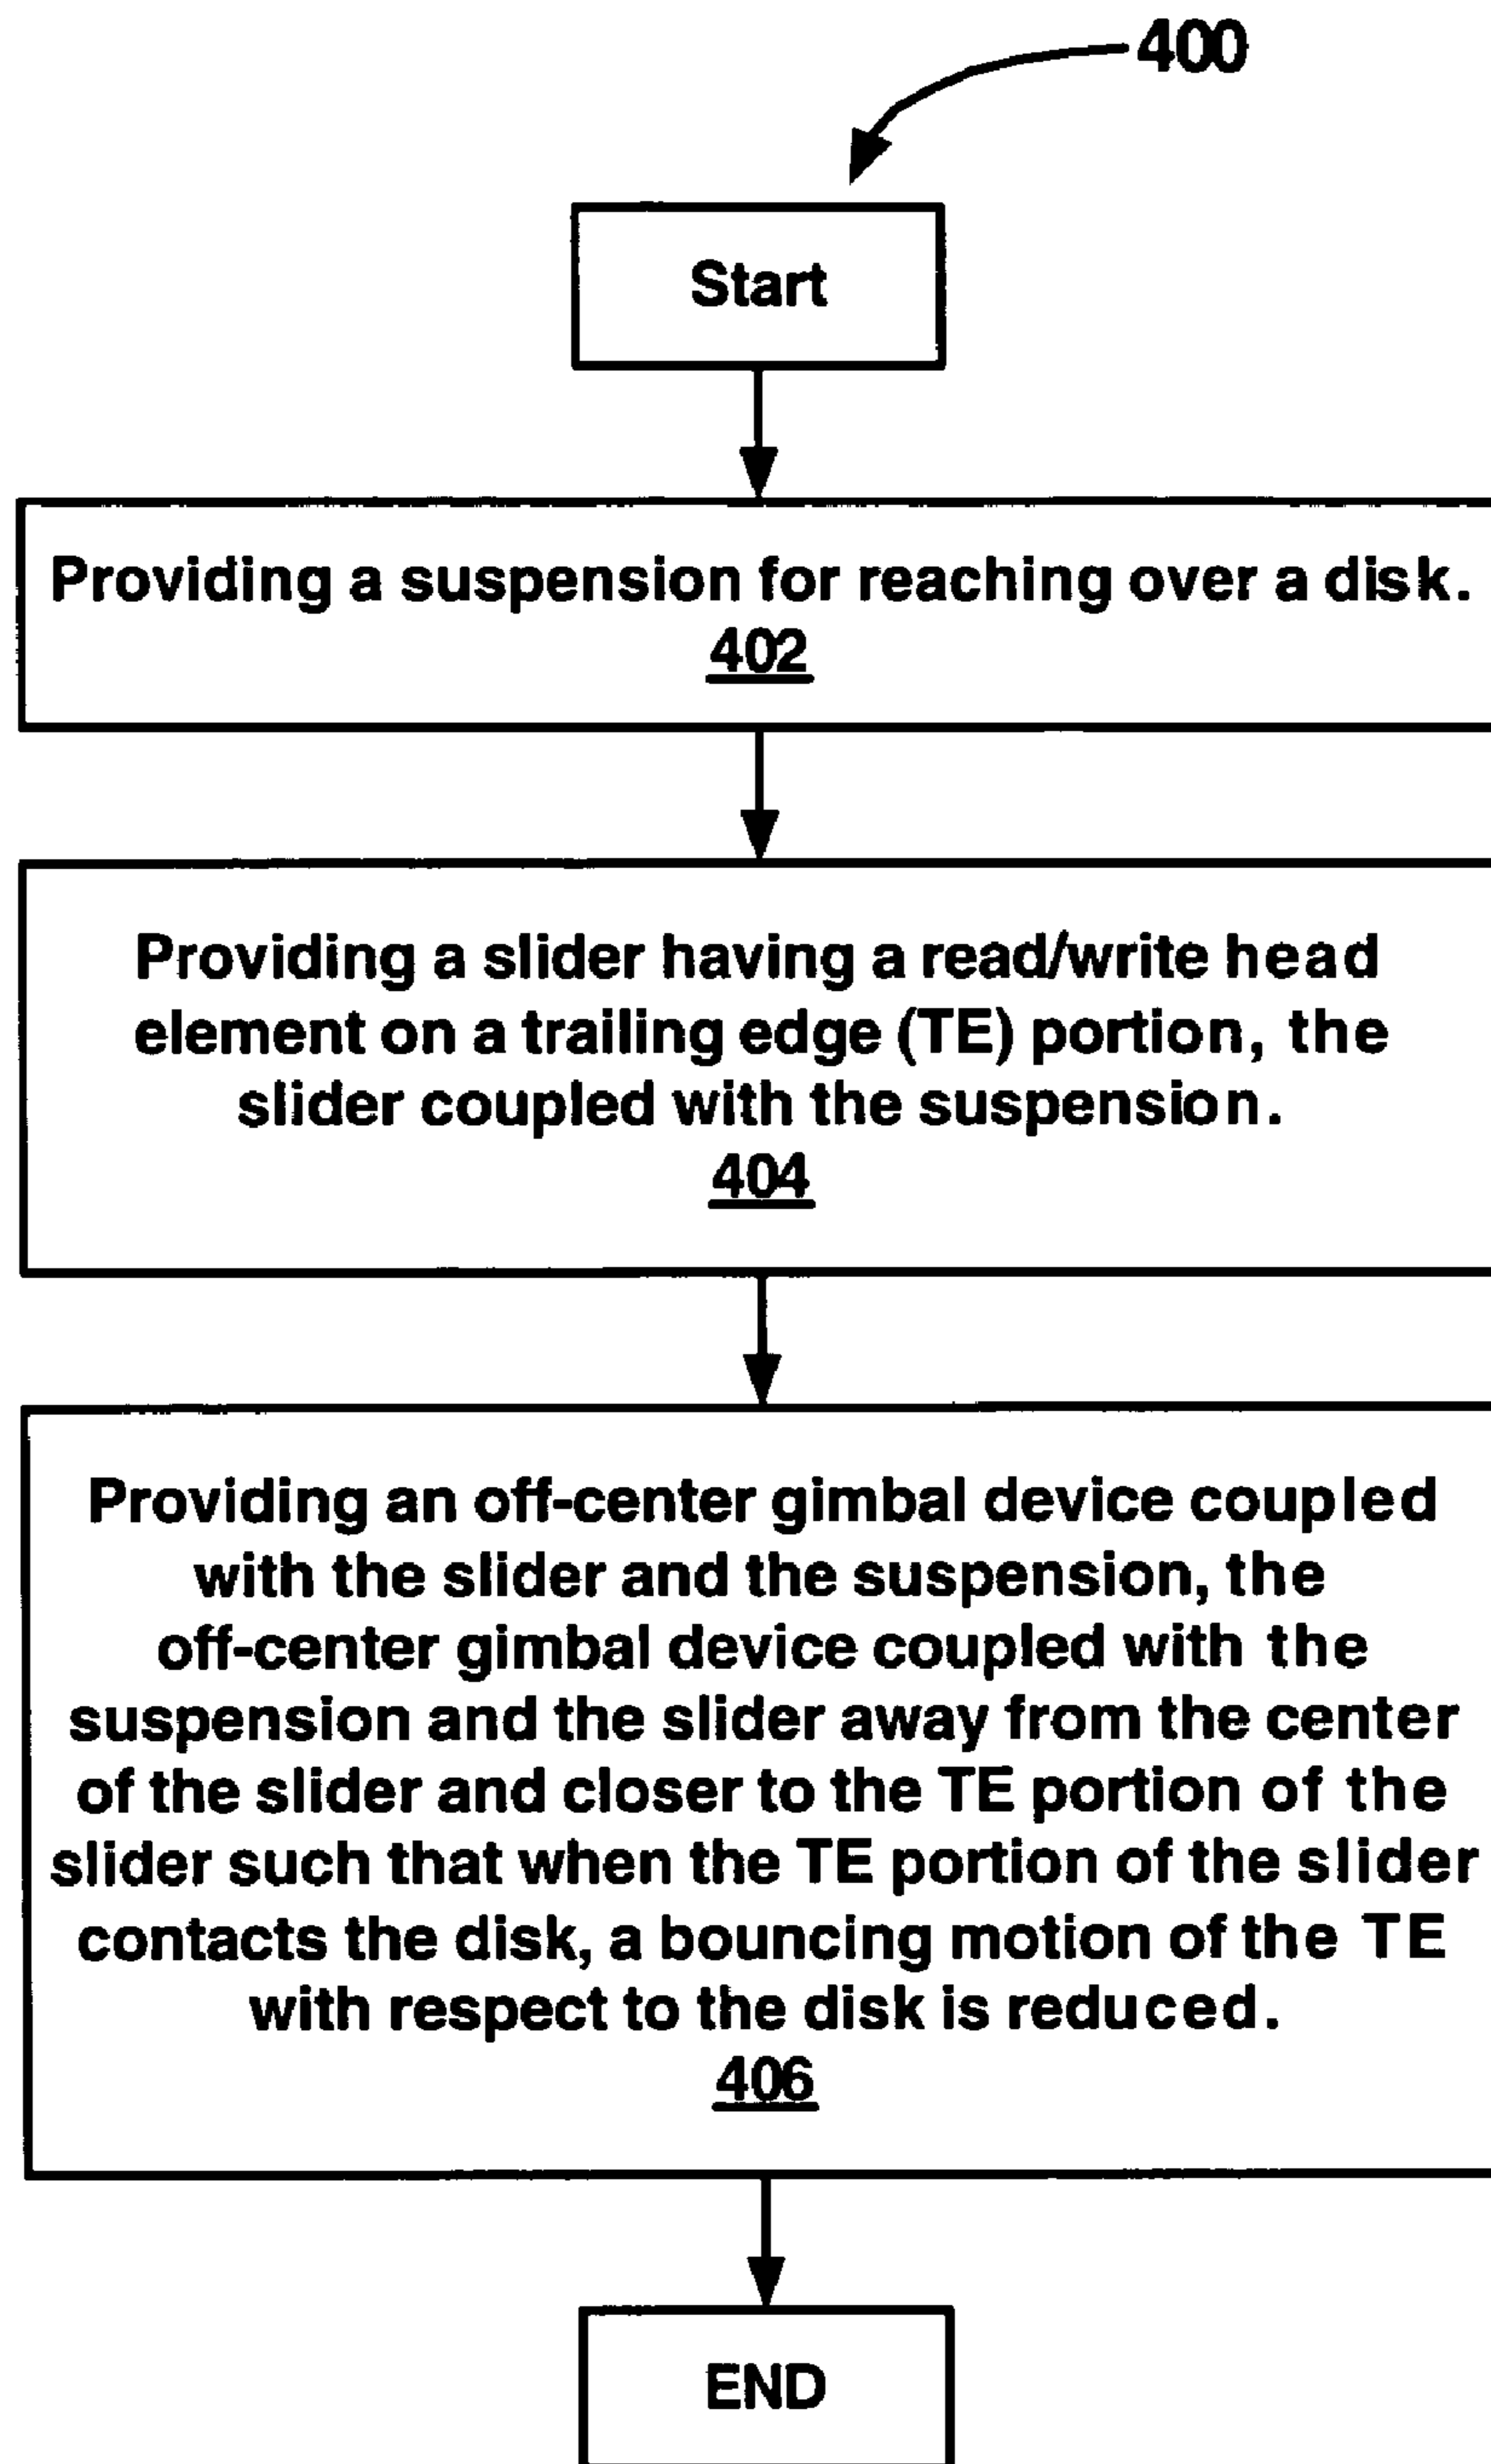 400
Start
Providing a suspension for reaching over a disk.
402
Providing a slider having a read/write head
element on a trailing edge (TE) portion, the
slider coupled with the suspension.
404
Providing an off-center gimbal device coupled
with the slider and the suspension, the
off-center gimbal device coupled with the
suspension and the slider away from the center
of the slider and closer to the TE portion of the
slider such that when the TE portion of the slider
contacts the disk, a bouncing motion of the TE
with respect to the disk is reduced.
406
END